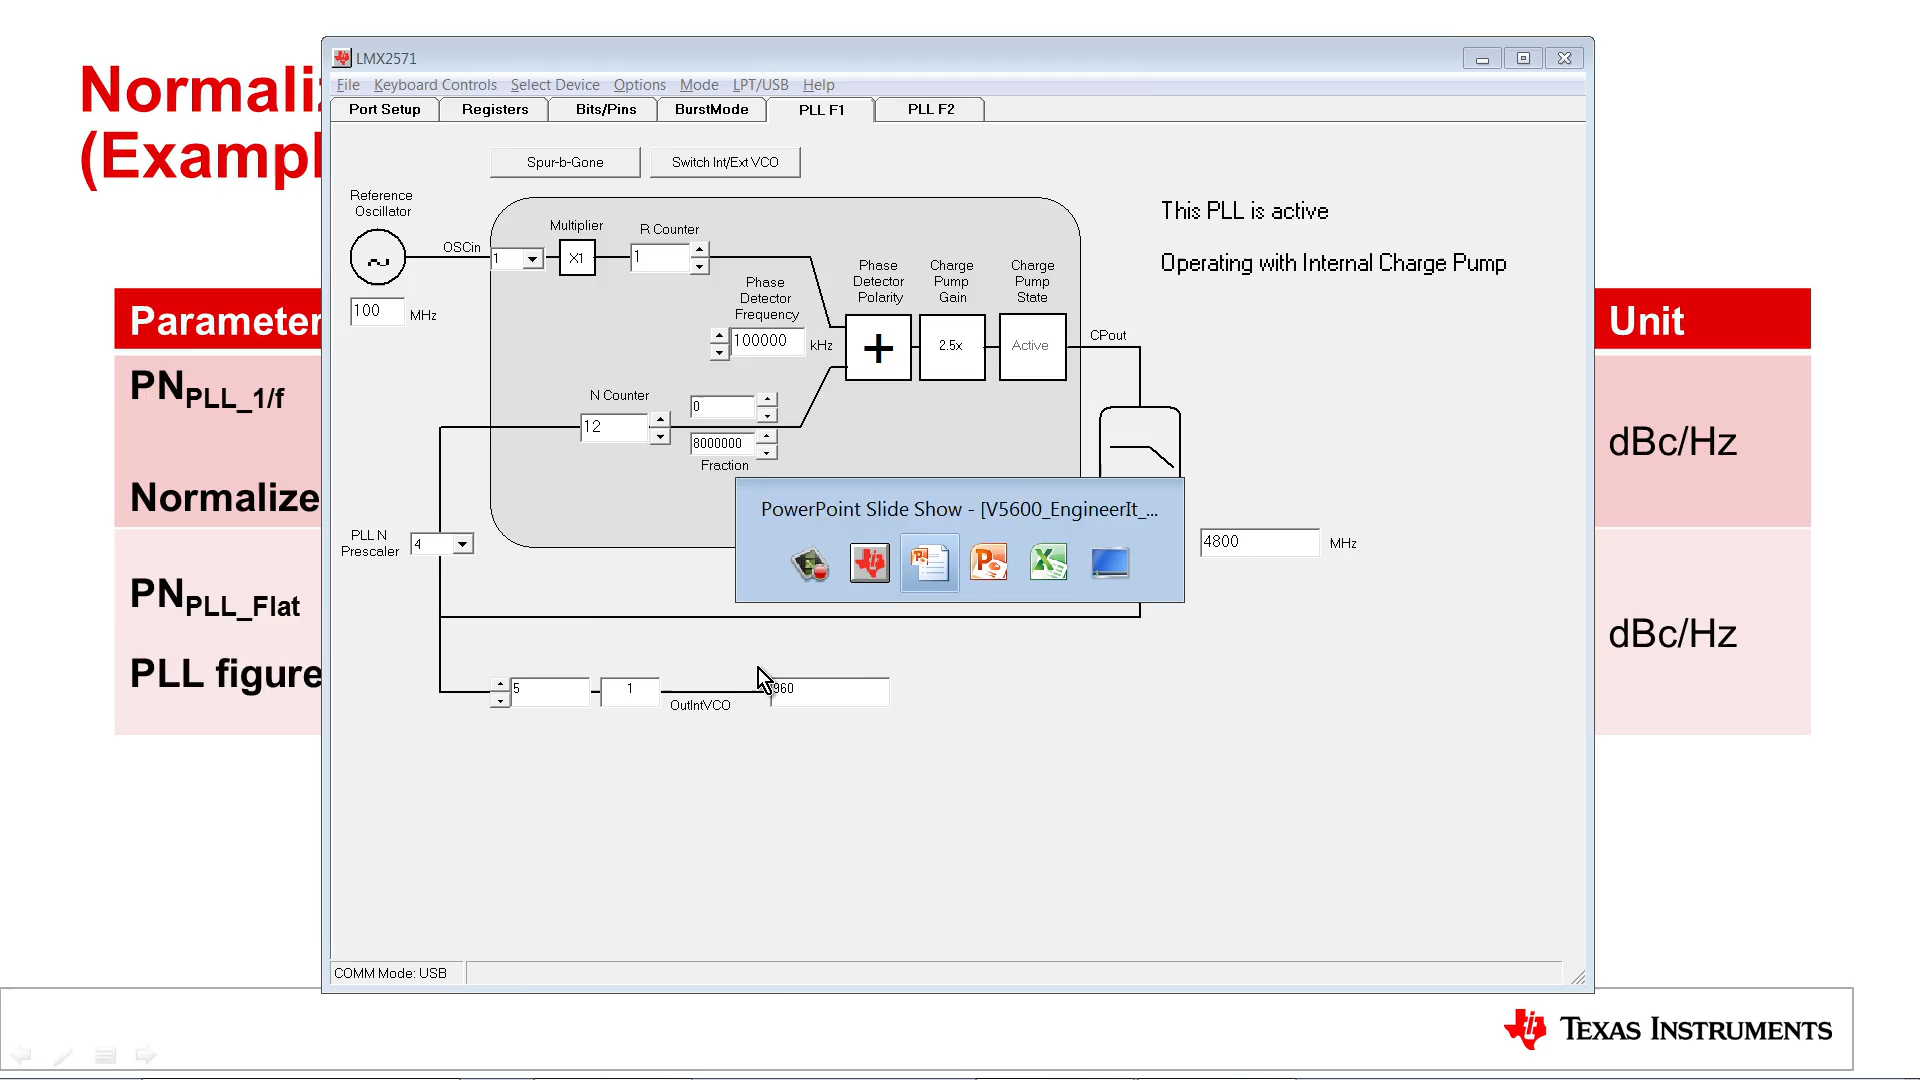 Normali
(Exampl
Parameter
Unit
PNPLL_1/f
Normalize
dBc/Hz
PNPLL_Flat
PLL figure
dBc/Hz
LMX2571
File Keyboard Controls Select Device Options Mode LPT/USB Help
Port Setup Registers Bits/Pins BurstMode PLL F1 PLL F2
Spur-b-Gone Switch Int/Ext VCO
Reference
Oscillator
OSCin
100 MHz
1
Multiplier
X1
R Counter
1
Phase
Detector
Frequency
100000 kHz
Phase
Detector
Polarity
+
Charge
Pump
Gain
2.5x
Charge
Pump
State
Active
CPout
This PLL is active
Operating with Internal Charge Pump
N Counter
12
0
8000000
Fraction
PLL N
Prescaler
4
4800 MHz
PowerPoint Slide Show - [V5600_EngineerIt_...
5
1
OutIntVCO
960
COMM Mode: USB
TEXAS INSTRUMENTS